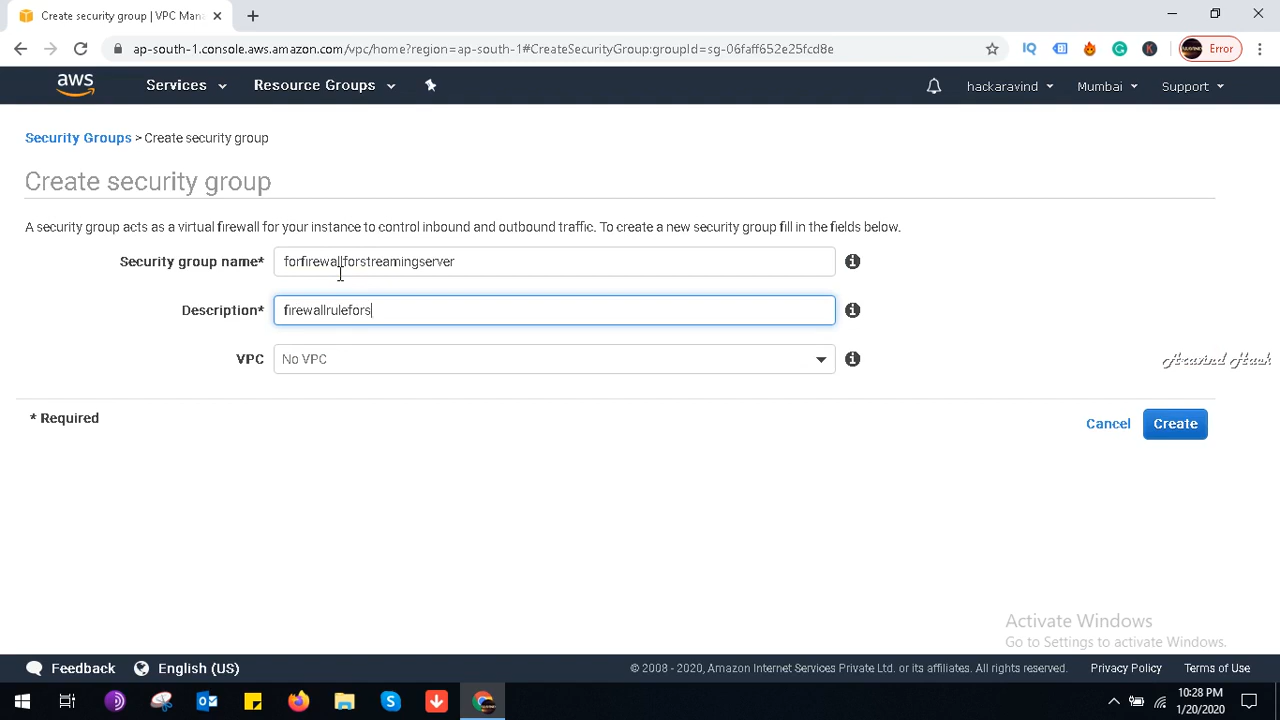 Create security group | VPC Mana
ap-south-1.console.aws.amazon.com/vpc/home?region=ap-south-1#CreateSecurityGroup:groupId=sg-06faff652e25fcd8e
IQ
K
Error
aws
Services
Resource Groups
hackaravind
Mumbai
Support
Security Groups > Create security group
Create security group
A security group acts as a virtual firewall for your instance to control inbound and outbound traffic. To create a new security group fill in the fields below.
Security group name* forfirewallforstreamingserver
Description* firewallrulefors
VPC No VPC
Aravind Hack
* Required
Cancel
Create
Activate Windows
Go to Settings to activate Windows.
Feedback
English (US)
© 2008 - 2020, Amazon Internet Services Private Ltd. or its affiliates. All rights reserved.
Privacy Policy
Terms of Use
10:28 PM
1/20/2020